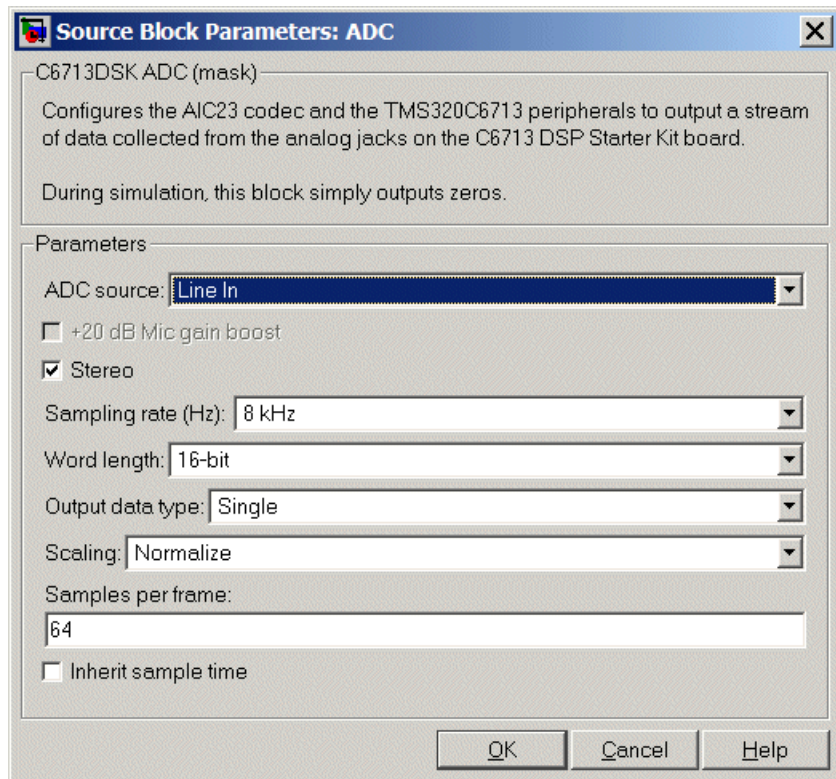 Source Block Parameters: ADC
C6713DSK ADC (mask)
Configures the AIC23 codec and the TMS320C6713 peripherals to output a stream
of data collected from the analog jacks on the C6713 DSP Starter Kit board.
During simulation, this block simply outputs zeros.
Parameters
ADC source: Line In
+20 dB Mic gain boost
Stereo
Sampling rate (Hz): 8 kHz
Word length: 16-bit
Output data type: Single
Scaling: Normalize
Samples per frame:
64
Inherit sample time
OK Cancel Help